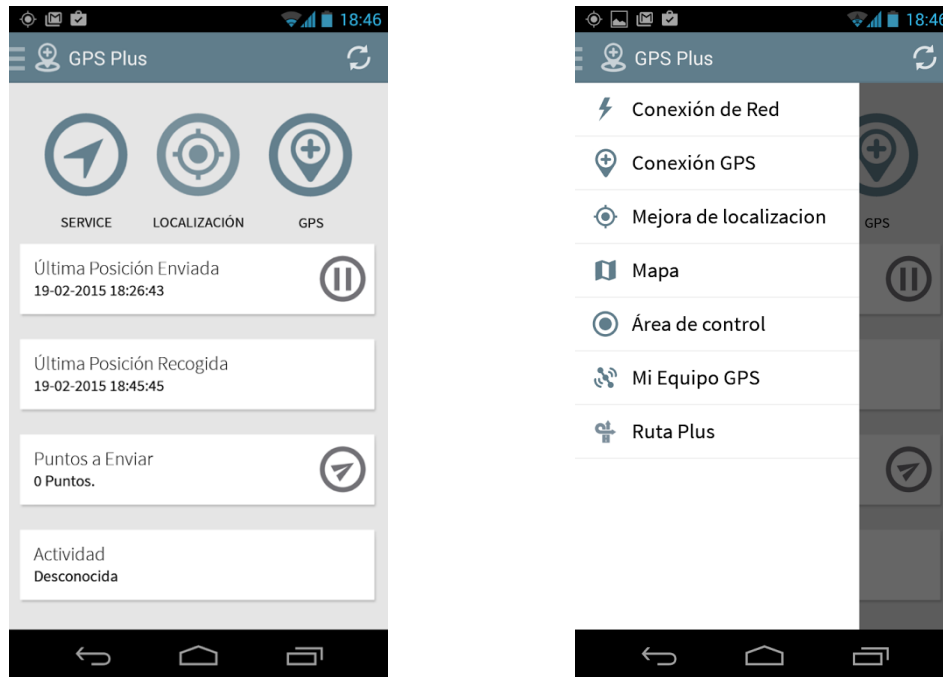 18:46
GPS Plus
SERVICE LOCALIZACIÓN GPS
Última Posición Enviada
19-02-2015 18:26:43
Última Posición Recogida
19-02-2015 18:45:45
Puntos a Enviar
0 Puntos.
Actividad
Desconocida
18:46
GPS Plus
Conexión de Red
Conexión GPS
Mejora de localizacion
GPS
Mapa
Área de control
Mi Equipo GPS
Ruta Plus